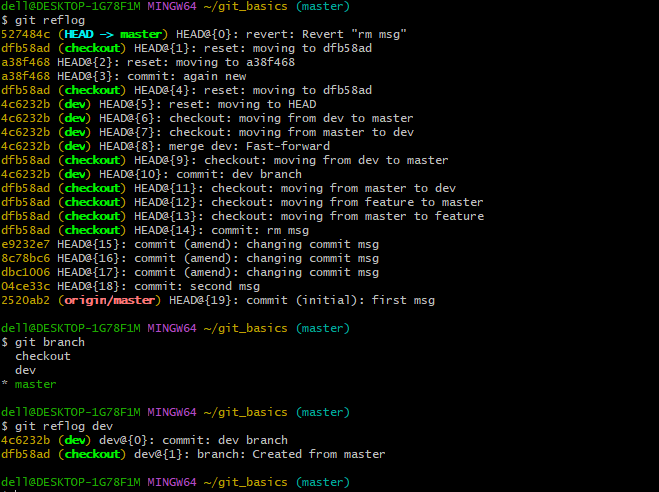 dell@DESKTOP-1G78F1M MINGW64 ~/git_basics (master)
$ git reflog
527484c (HEAD -> master) HEAD@{0}: revert: Revert "rm msg"
dfb58ad (checkout) HEAD@{1}: reset: moving to dfb58ad
a38f468 HEAD@{2}: reset: moving to a38f468
a38f468 HEAD@{3}: commit: again new
dfb58ad (checkout) HEAD@{4}: reset: moving to dfb58ad
4c6232b (dev) HEAD@{5}: reset: moving to HEAD
4c6232b (dev) HEAD@{6}: checkout: moving from dev to master
4c6232b (dev) HEAD@{7}: checkout: moving from master to dev
4c6232b (dev) HEAD@{8}: merge dev: Fast-forward
dfb58ad (checkout) HEAD@{9}: checkout: moving from dev to master
4c6232b (dev) HEAD@{10}: commit: dev branch
dfb58ad (checkout) HEAD@{11}: checkout: moving from master to dev
dfb58ad (checkout) HEAD@{12}: checkout: moving from feature to master
dfb58ad (checkout) HEAD@{13}: checkout: moving from master to feature
dfb58ad (checkout) HEAD@{14}: commit: rm msg
e9232e7 HEAD@{15}: commit (amend): changing commit msg
8c78bc6 HEAD@{16}: commit (amend): changing commit msg
dbc1006 HEAD@{17}: commit (amend): changing commit msg
04ce33c HEAD@{18}: commit: second msg
2520ab2 (origin/master) HEAD@{19}: commit (initial): first msg
dell@DESKTOP-1G78F1M MINGW64 ~/git_basics (master)
$ git branch
checkout
dev
* master
dell@DESKTOP-1G78F1M MINGW64 ~/git_basics (master)
$ git reflog dev
4c6232b (dev) dev@{0}: commit: dev branch
dfb58ad (checkout) dev@{1}: branch: Created from master
dell@DESKTOP-1G78F1M MINGW64 ~/git_basics (master)